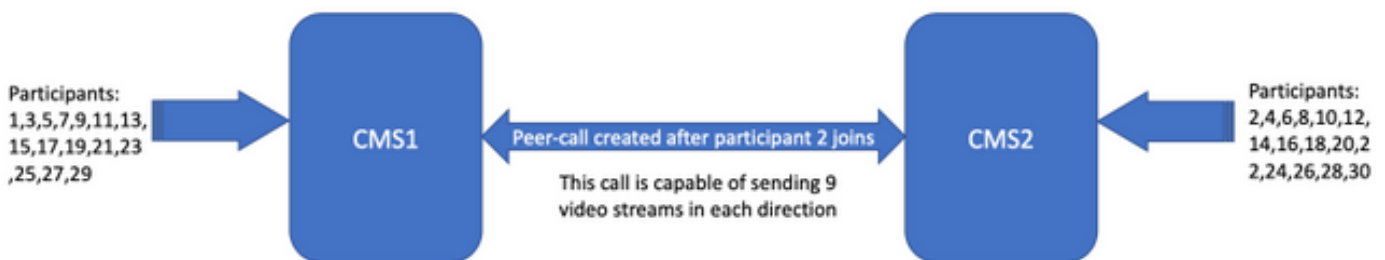 Participants:
1,3,5,7,9,11,13,
15,17,19,21,23
,25,27,29
CMS1
Peer-call created after participant 2 joins
This call is capable of sending 9
video streams in each direction
CMS2
Participants:
2,4,6,8,10,12,
14,16,18,20,2
2,24,26,28,30